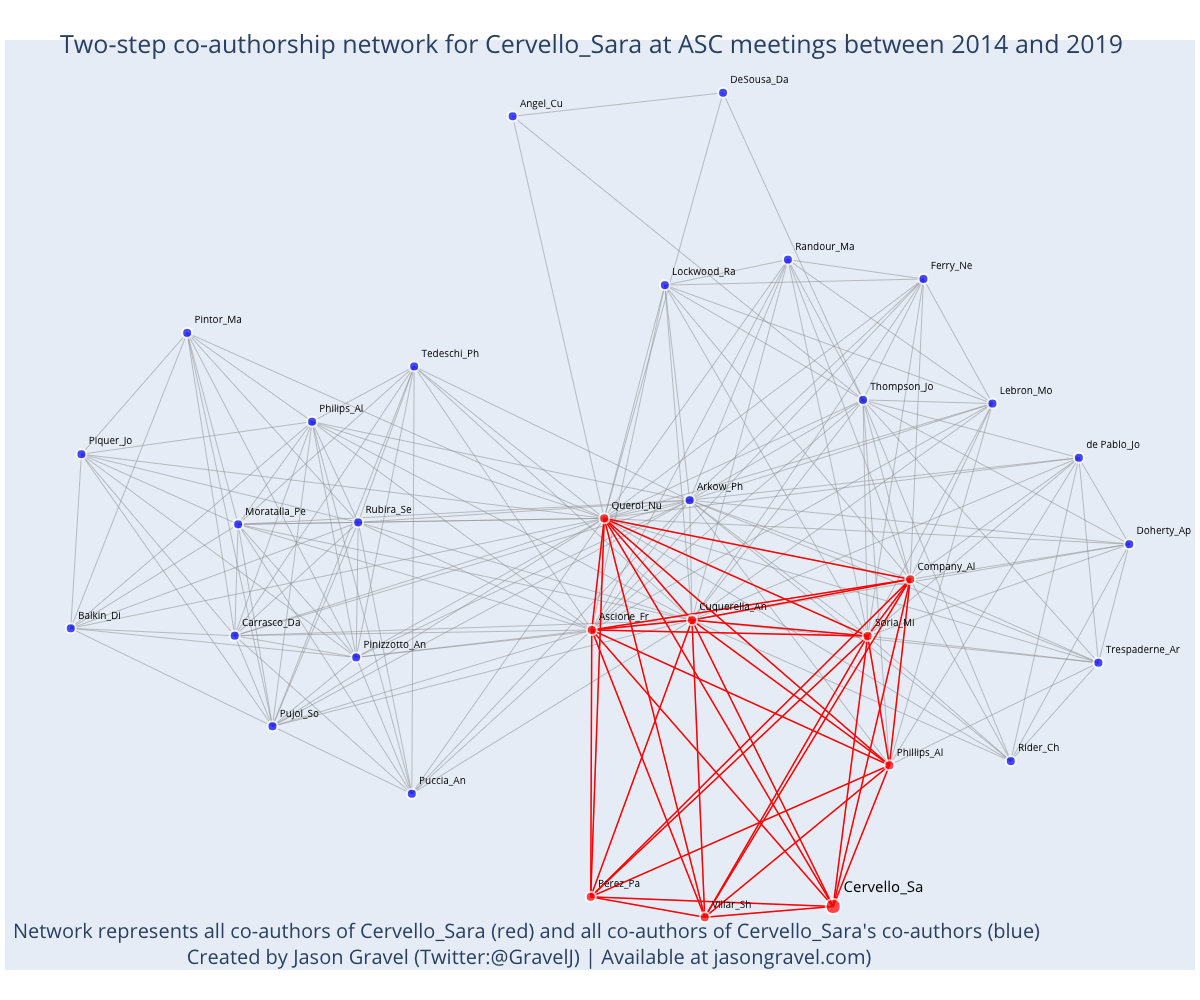 Two-step co-authorship network for Cervello_Sara at ASC meetings between 2014 and 2019
DeSousa_Da
Angel_Cu
Randour_Ma
Ferry_Ne
Lockwood_Ra
Pintor_Ma
Tedeschi_Ph
Thompson_Jo
Lebron_Mo
Philips_Al
Piquer_Jo
de Pablo_Jo
Arkow_Ph
Querol_Nú
Moratalla_Pe
Rubíra_Se
Doherty_Ap
Company_Al
Cuquerella_An
Ascione_Fr
Soria_Mi
Balkin_Di
Carrasco_Da
Pinizzotto_An
Trespaderne_Ar
Pujol_So
Phillips_Al
Rider_Ch
Puccia_An
Perez_Pa
Cervello_Sa
Villar_Sh
Network represents all co-authors of Cervello_Sara (red) and all co-authors of Cervello_Sara's co-authors (blue)
Created by Jason Gravel (Twitter:@GravelJ) | Available at jasongravel.com)